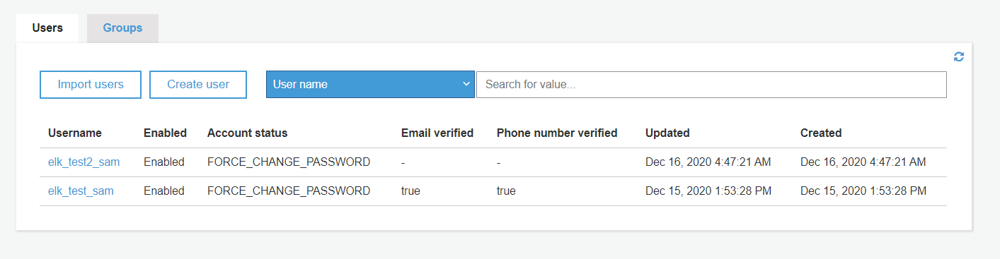 Users Groups
Import users Create user User name Search for value...
Username Enabled Account status Email verified Phone number verified Updated Created
elk_test2_sam Enabled FORCE_CHANGE_PASSWORD - - Dec 16, 2020 4:47:21 AM Dec 16, 2020 4:47:21 AM
elk_test_sam Enabled FORCE_CHANGE_PASSWORD true true Dec 15, 2020 1:53:28 PM Dec 15, 2020 1:53:28 PM